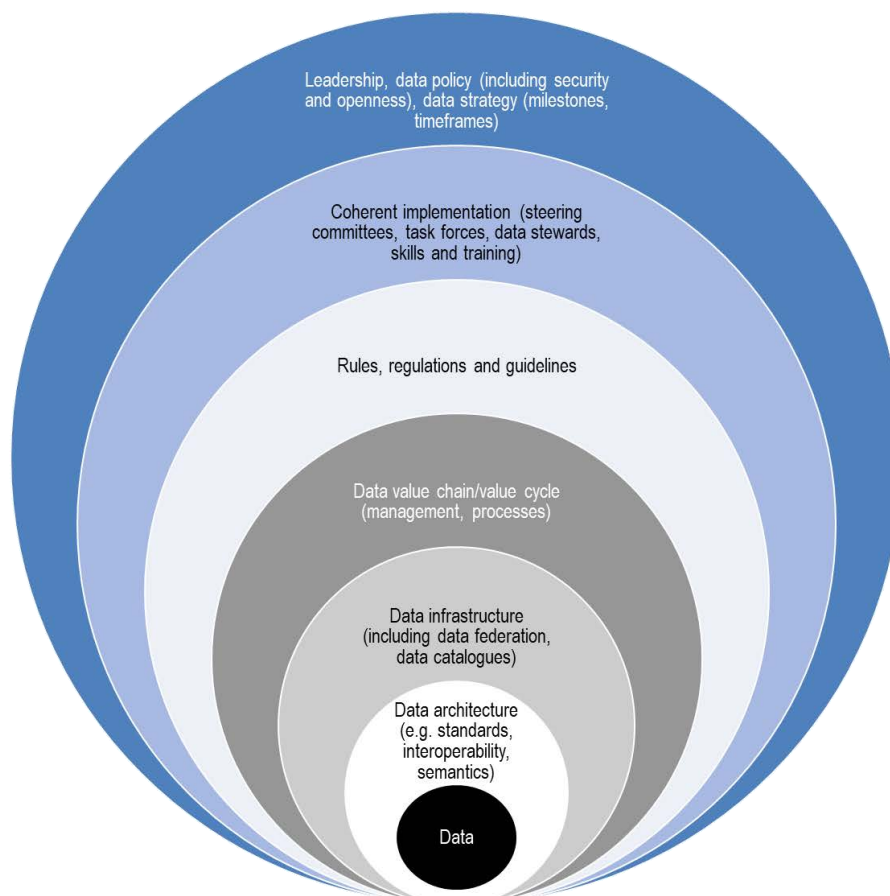 Leadership, data policy (including security
and openness), data strategy (milestones,
timeframes)
Coherent implementation (steering
committees, task forces, data stewards,
skills and training)
Rules, regulations and guidelines
Data value chain/value cycle
(management, processes)
Data infrastructure
(including data federation,
data catalogues)
Data architecture
(e.g. standards,
interoperability,
semantics)
Data